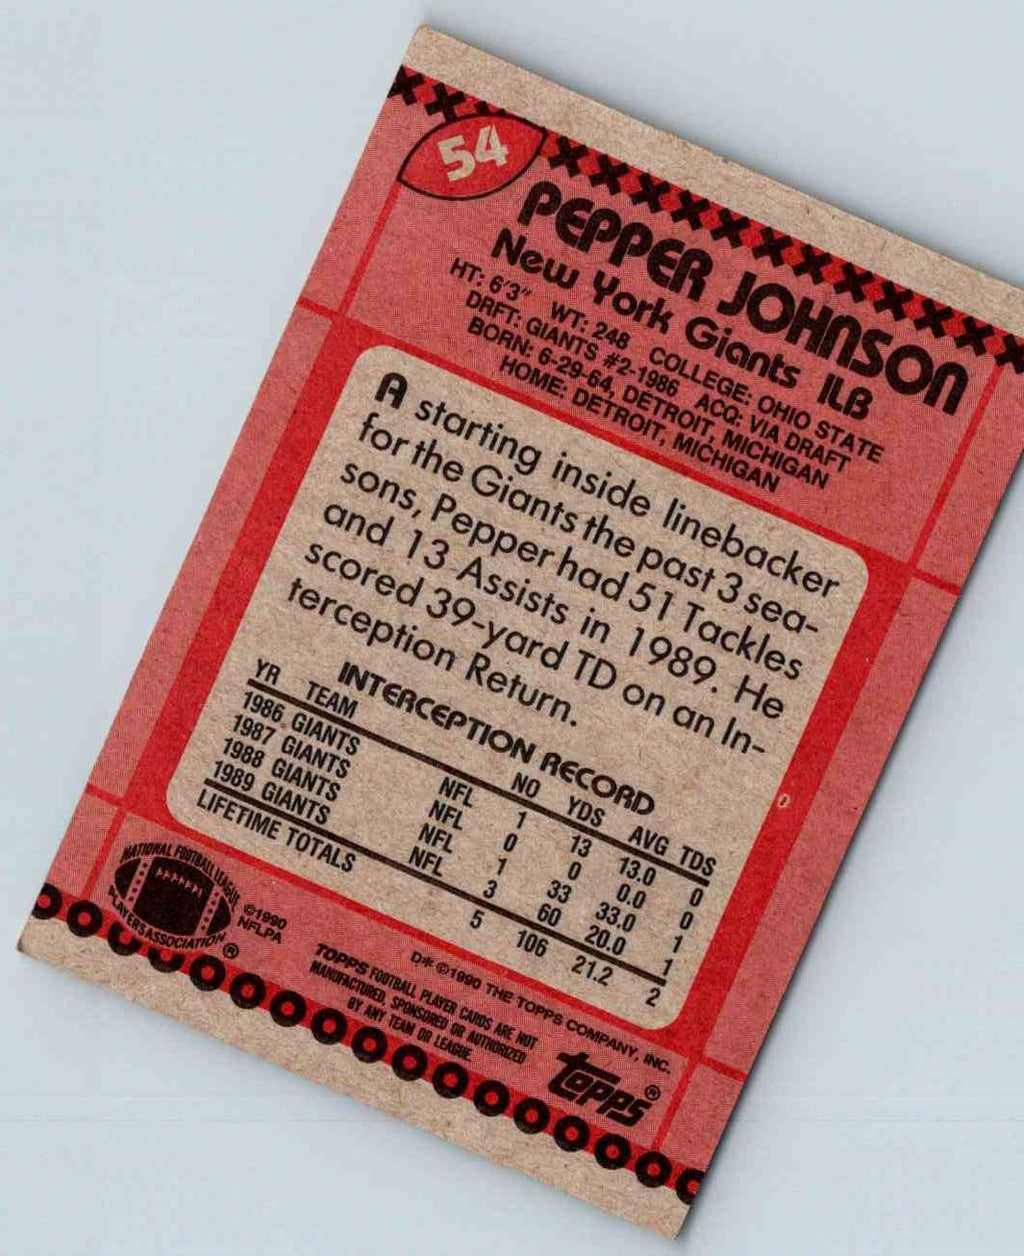 54
PEPPER JOHNSON
New York Giants ILB
HT: 6'3" WT: 248 COLLEGE: OHIO STATE
DRFT: GIANTS #2-1986 ACQ: VIA DRAFT
BORN: 6-29-64, DETROIT, MICHIGAN
HOME: DETROIT, MICHIGAN
A starting inside linebacker
for the Giants the past 3 sea-
sons, Pepper had 51 Tackles
and 13 Assists in 1989. He
scored 39-yard TD on an In-
terception Return.
INTERCEPTION RECORD
YR TEAM NO YDS AVG TDS
1986 GIANTS NFL 1 13 13.0 0
1987 GIANTS NFL 0 0 0.0 0
1988 GIANTS NFL 1 33 33.0 1
1989 GIANTS NFL 3 60 20.0 1
LIFETIME TOTALS 5 106 21.2 2
NATIONAL FOOTBALL LEAGUE
PLAYERS ASSOCIATION ®
©1990
NFLPA
D* ©1990 THE TOPPS COMPANY, INC.
TOPPS FOOTBALL PLAYER CARDS ARE NOT
MANUFACTURED, SPONSORED OR AUTHORIZED
BY ANY TEAM OR LEAGUE.
Topps ®